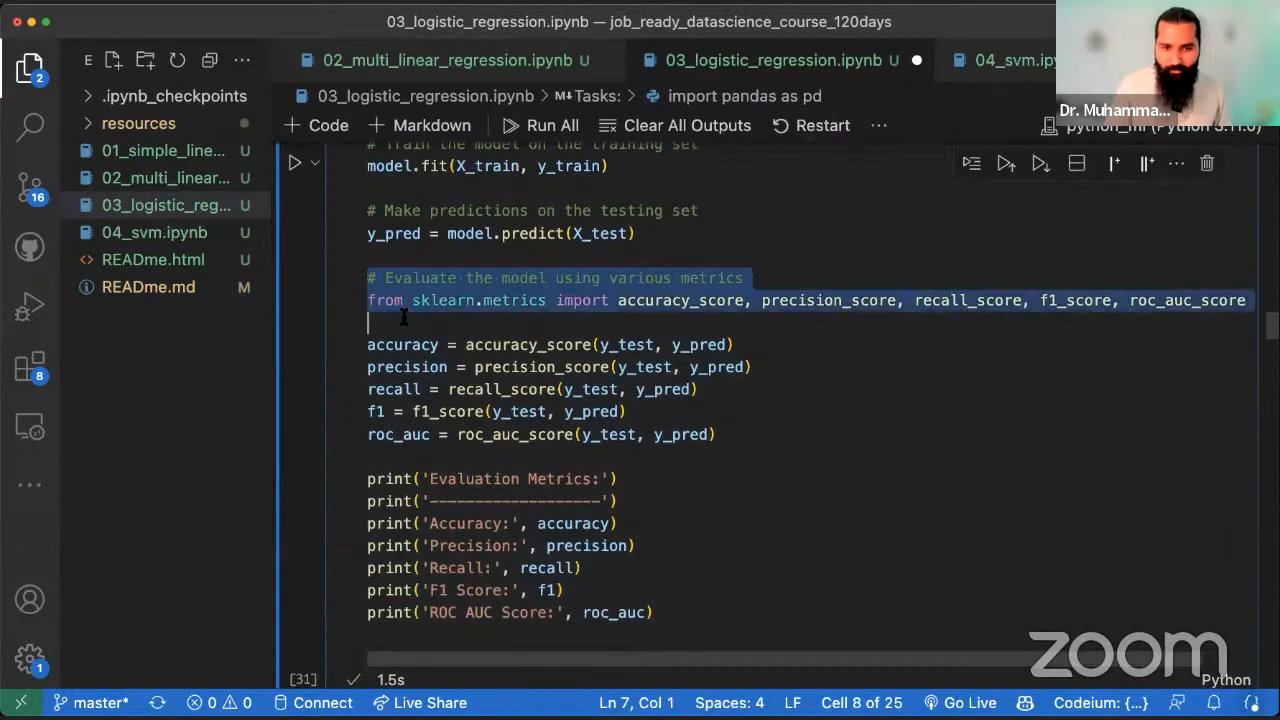 03_logistic_regression.ipynb — job_ready_datascience_course_120days
Dr. Muhamma...
2
16
8
1
E
.ipynb_checkpoints
resources
01_simple_line... U
02_multi_linear... U
03_logistic_reg... U
04_svm.ipynb U
READme.html U
READme.md M
02_multi_linear_regression.ipynb U
03_logistic_regression.ipynb U
03_logistic_regression.ipynb > M↓Tasks: > import pandas as pd
+ Code + Markdown Run All Clear All Outputs Restart ...
# Train the model on the training set
model.fit(X_train, y_train)
# Make predictions on the testing set
y_pred = model.predict(X_test)
# Evaluate the model using various metrics
from sklearn.metrics import accuracy_score, precision_score, recall_score, f1_score, roc_auc_score
accuracy = accuracy_score(y_test, y_pred)
precision = precision_score(y_test, y_pred)
recall = recall_score(y_test, y_pred)
f1 = f1_score(y_test, y_pred)
roc_auc = roc_auc_score(y_test, y_pred)
print('Evaluation Metrics:')
print('-------------------')
print('Accuracy:', accuracy)
print('Precision:', precision)
print('Recall:', recall)
print('F1 Score:', f1)
print('ROC AUC Score:', roc_auc)
[31] 1.5s
Python
zoom
master* 0 0 Connect Live Share Ln 7, Col 1 Spaces: 4 LF Cell 8 of 25 Go Live Codeium: {...}